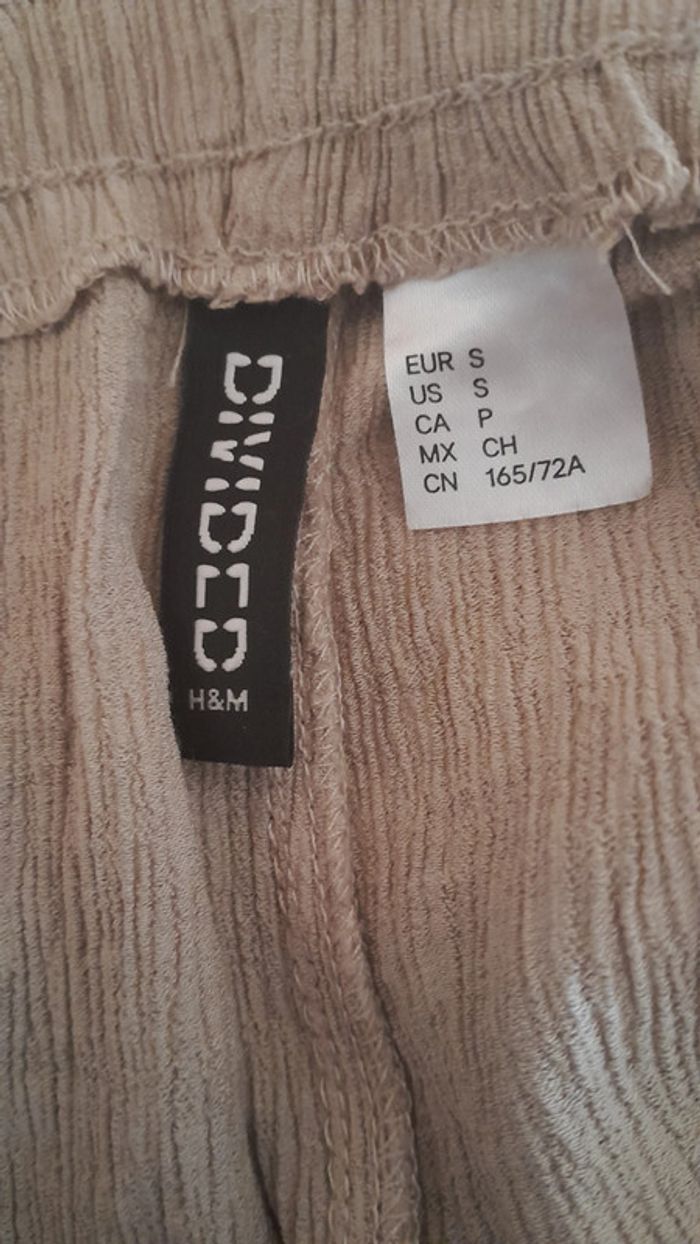 DIVIDED
H&M
EUR S
US S
CA P
MX CH
CN 165/72A